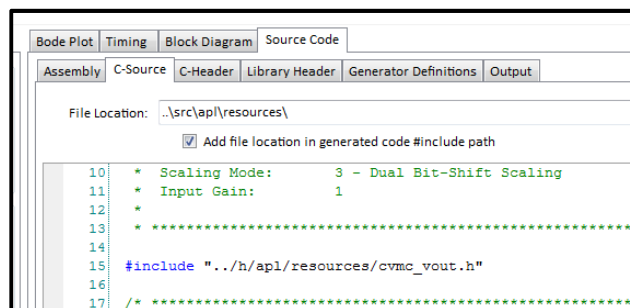 Bode Plot Timing Block Diagram Source Code
Assembly C-Source C-Header Library Header Generator Definitions Output
File Location: ..\src\apl\resources\
Add file location in generated code #include path
10 * Scaling Mode: 3 - Dual Bit-Shift Scaling
11 * Input Gain: 1
12 *
13 * *********************************************************
14
15 #include "../h/apl/resources/cvmc_vout.h"
16
17 /* *********************************************************